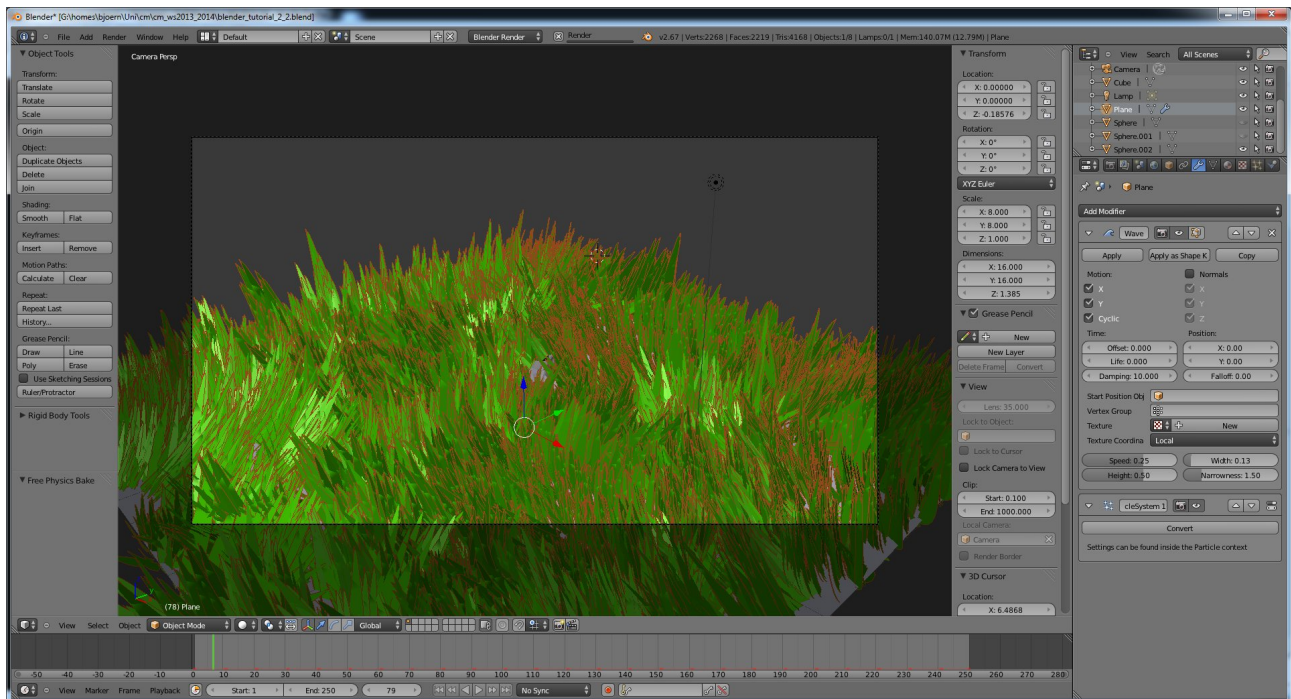 Blender* [G:\homes\bjoern\Uni\cm\cm_ws2013_2014\blender_tutorial_2_2.blend]
File Add Render Window Help Default Scene Blender Render Render v2.67 | Verts:2268 | Faces:2219 | Tris:4168 | Objects:1/8 | Lamps:0/1 | Mem:140.07M (12.79M) | Plane
Object Tools
Transform:
Translate
Rotate
Scale
Origin
Object:
Duplicate Objects
Delete
Join
Shading:
Smooth Flat
Keyframes:
Insert Remove
Motion Paths:
Calculate Clear
Repeat:
Repeat Last
History...
Grease Pencil:
Draw Line
Poly Erase
Use Sketching Sessions
Ruler/Protractor
Rigid Body Tools
Free Physics Bake
Camera Persp
y
(78) Plane
Transform
Location:
X: 0.00000
Y: 0.00000
Z: -0.18576
Rotation:
X: 0°
Y: 0°
Z: 0°
XYZ Euler
Scale:
X: 8.000
Y: 8.000
Z: 1.000
Dimensions:
X: 16.000
Y: 16.000
Z: 1.385
Grease Pencil
New
New Layer
Delete Frame Convert
View
Lens: 35.000
Lock to Object:
Lock to Cursor
Lock Camera to View
Clip:
Start: 0.100
End: 1000.000
Local Camera:
Camera
Render Border
3D Cursor
Location:
X: 6.4868
View Search All Scenes
Camera
Cube
Lamp
Plane
Sphere
Sphere.001
Sphere.002
Plane
Add Modifier
Wave
Apply Apply as Shape K Copy
Motion: Normals
X X
Y Y
Cyclic Z
Time: Position:
Offset: 0.000 X: 0.00
Life: 0.000 Y: 0.00
Damping: 10.000 Falloff: 0.00
Start Position Obj
Vertex Group
Texture New
Texture Coordina Local
Speed: 0.25 Width: 0.13
Height: 0.50 Narrowness: 1.50
cleSystem 1
Convert
Settings can be found inside the Particle context
View Select Object Object Mode Global
-50 -40 -30 -20 -10 0 10 20 30 40 50 60 70 80 90 100 110 120 130 140 150 160 170 180 190 200 210 220 230 240 250 260 270 280
View Marker Frame Playback Start: 1 End: 250 79 No Sync